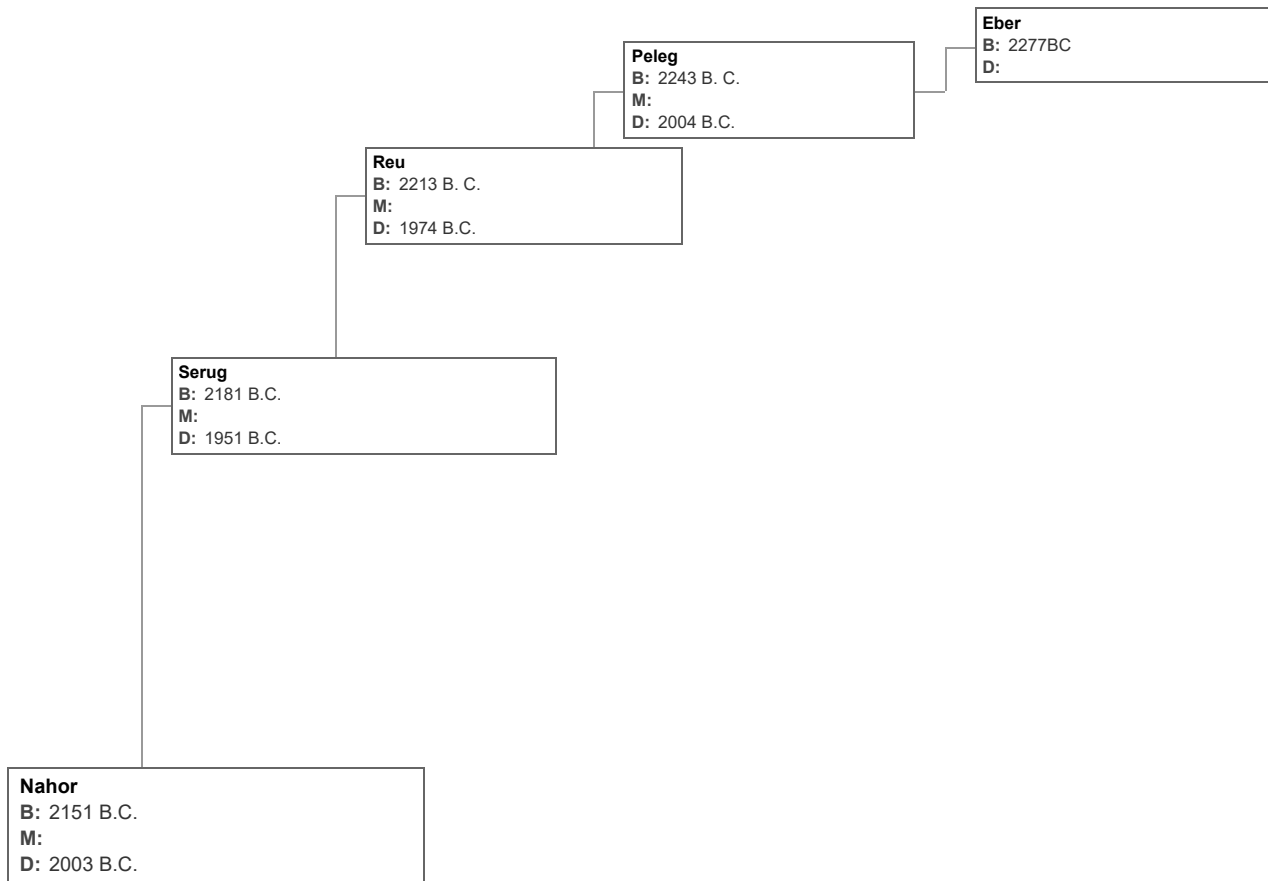 Eber
B: 2277BC
D:
Peleg
B: 2243 B. C.
M:
D: 2004 B.C.
Reu
B: 2213 B. C.
M:
D: 1974 B.C.
Serug
B: 2181 B.C.
M:
D: 1951 B.C.
Nahor
B: 2151 B.C.
M:
D: 2003 B.C.